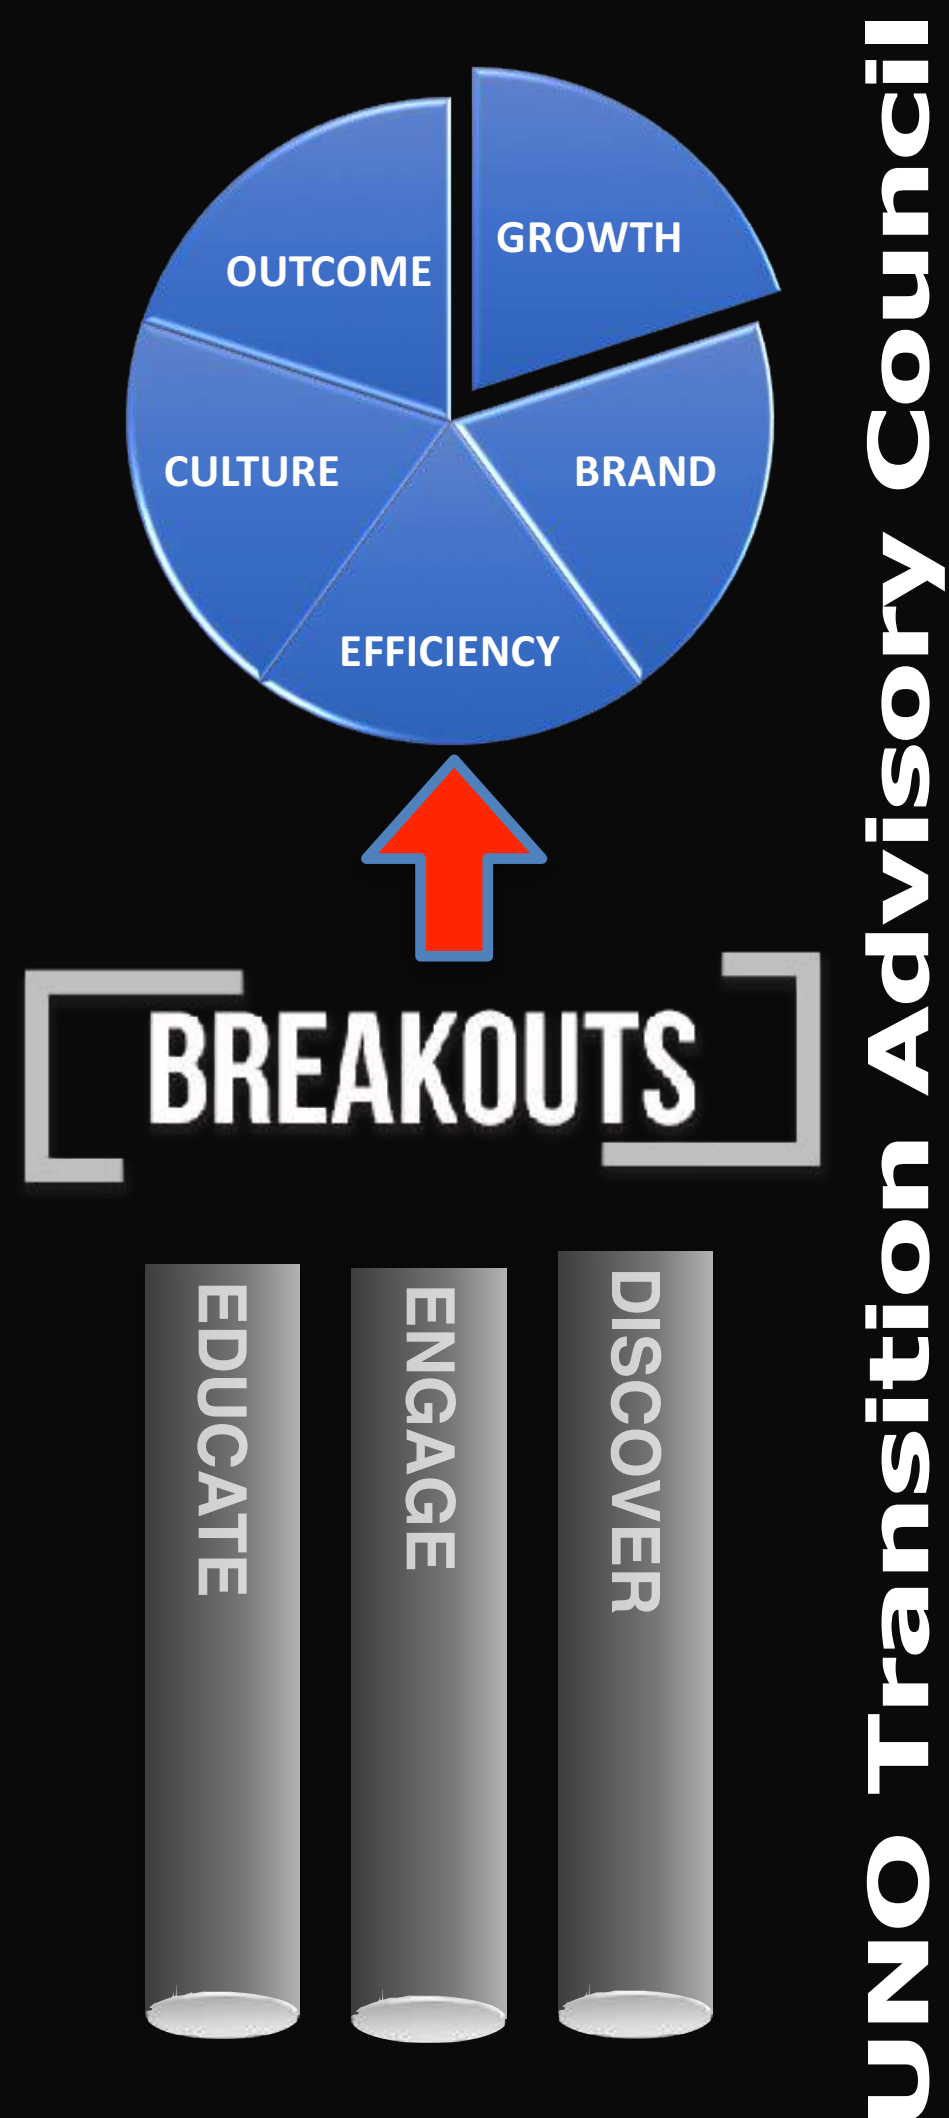 GROWTH
OUTCOME
CULTURE
BRAND
EFFICIENCY
BREAKOUTS
EDUCATE
ENGAGE
DISCOVER
UNO Transition Advisory Council